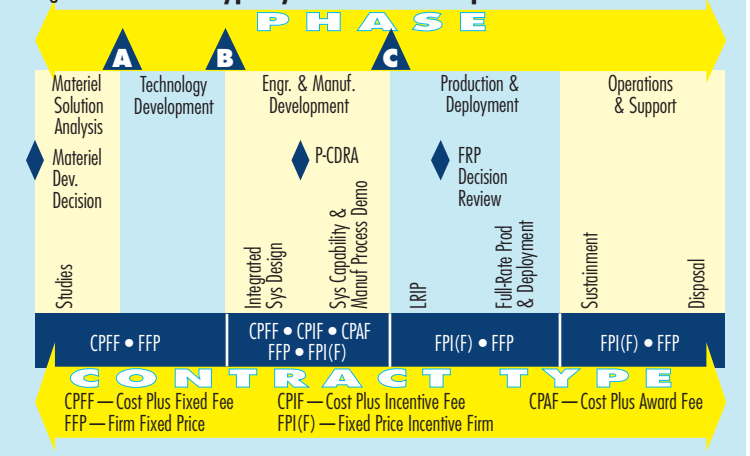 PHASE
A
B
C
Materiel
Solution
Analysis
Technology
Development
Engr. & Manuf.
Development
Production &
Deployment
Operations
& Support
Materiel
Dev.
Decision
P-CDRA
FRP
Decision
Review
Studies
Integrated
Sys Design
Sys Capability &
Manuf Process Demo
LRIP
Full-Rate Prod
& Deployment
Sustainment
Disposal
CPFF • FFP
CPFF • CPIF • CPAF
FFP • FPI(F)
FPI(F) • FFP
FPI(F) • FFP
CONTRACT TYPE
CPFF — Cost Plus Fixed Fee
CPIF — Cost Plus Incentive Fee
CPAF — Cost Plus Award Fee
FFP — Firm Fixed Price
FPI(F) — Fixed Price Incentive Firm